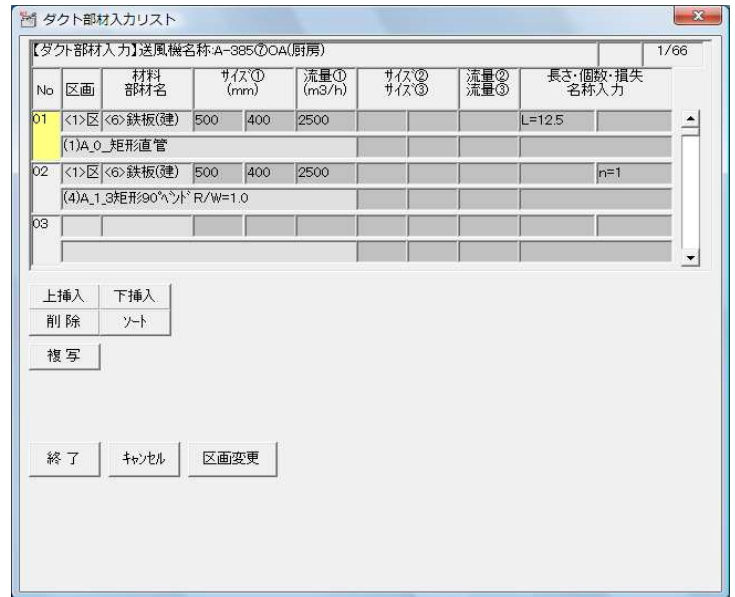 ダクト部材入力リスト
【ダクト部材入力】送風機名称:A-385⑦OA(厨房) 1/66
No 区画 材料 部材名 サイズ① (mm) 流量① (m3/h) サイズ② サイズ③ 流量② 流量③ 長さ・個数・損失 名称入力
01 <1>区 <6>鉄板(建) 500 400 2500 L=12.5
(1)A_0_矩形直管
02 <1>区 <6>鉄板(建) 500 400 2500 n=1
(4)A_1_3矩形90°ベンド R/W=1.0
03
上挿入 下挿入
削 除 ソート
複 写
終 了 キャンセル 区画変更